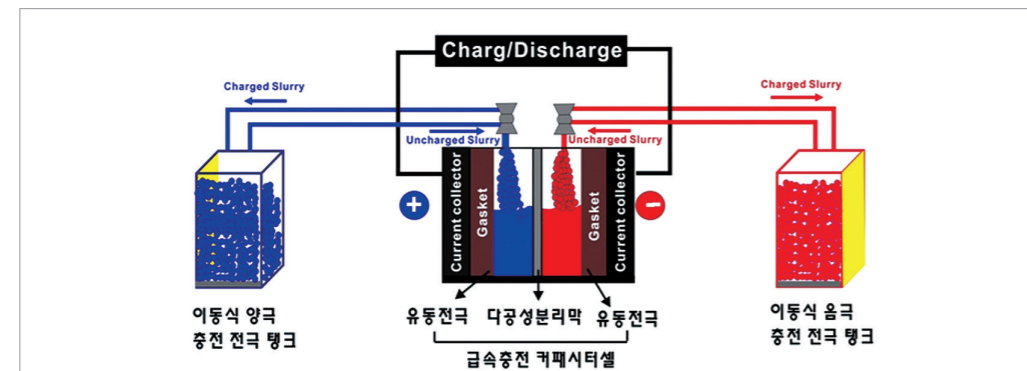 Charg/Discharge
Charged Slurry
Charged Slurry
Uncharged Slurry
Uncharged Slurry
+
Current collector
Gasket
Gasket
Current collector
−
이동식 양극
충전 전극 탱크
유동전극
다공성분리막
유동전극
급속충전 커패시터셀
이동식 음극
충전 전극 탱크